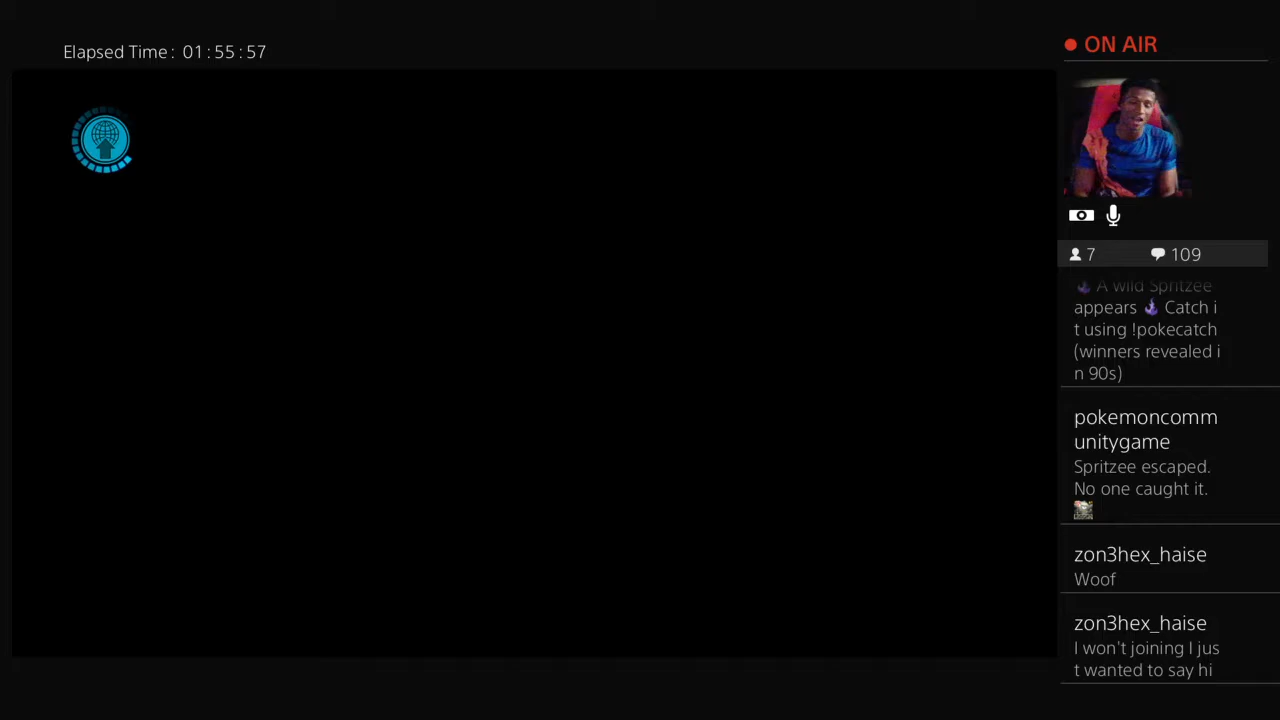 Elapsed Time: 01:55:57
ON AIR
7 109
A wild Spritzee
appears Catch i
t using !pokecatch
(winners revealed i
n 90s)
pokemoncomm
unitygame
Spritzee escaped.
No one caught it.
zon3hex_haise
Woof
zon3hex_haise
I won't joining I jus
t wanted to say hi